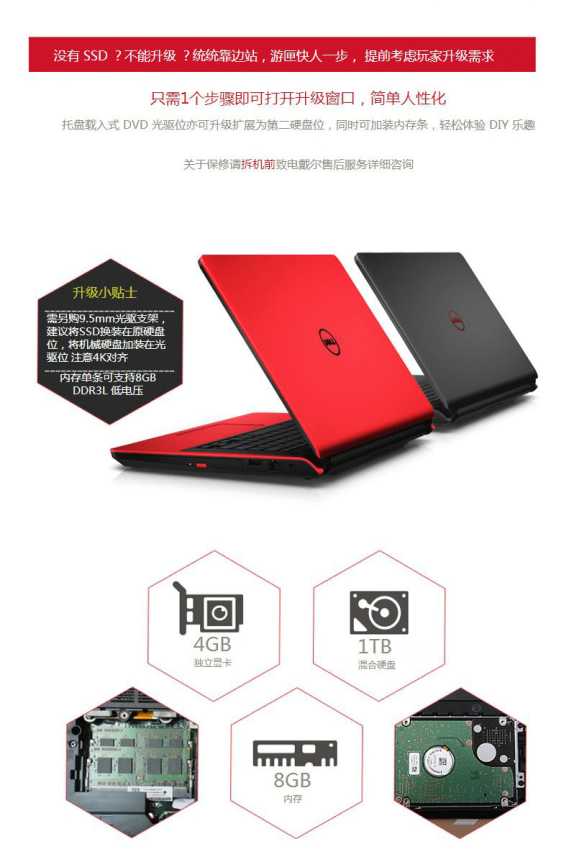 没有 SSD ？不能升级 ？统统靠边站，游匣快人一步， 提前考虑玩家升级需求
只需1个步骤即可打开升级窗口，简单人性化
托盘载入式 DVD 光驱位亦可升级扩展为第二硬盘位，同时可加装内存条，轻松体验 DIY 乐趣
关于保修请拆机前致电戴尔售后服务详细咨询
升级小贴士
需另购9.5mm光驱支架，
建议将SSD换装在原硬盘
位，将机械硬盘加装在光
驱位 注意4K对齐
内存单条可支持8GB
DDR3L 低电压
DELL
4GB
独立显卡
1TB
混合硬盘
8GB
内存